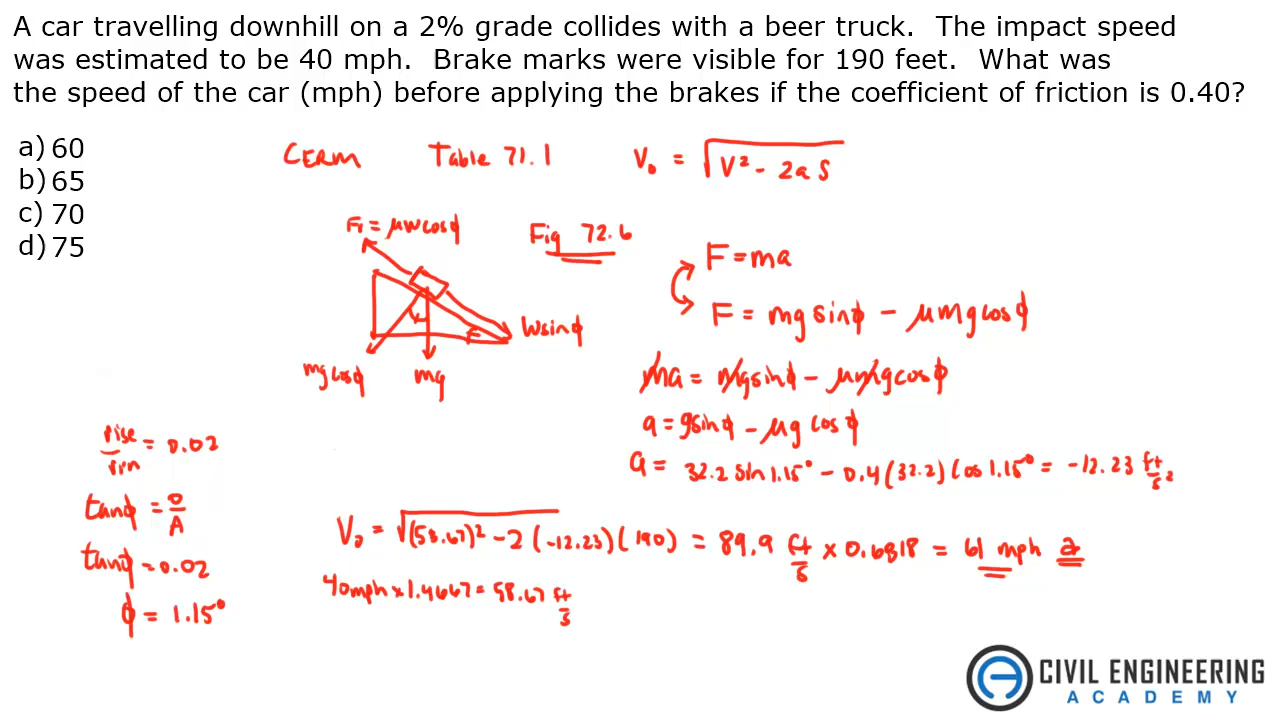 A car travelling downhill on a 2% grade collides with a beer truck. The impact speed
was estimated to be 40 mph. Brake marks were visible for 190 feet. What was
the speed of the car (mph) before applying the brakes if the coefficient of friction is 0.40?
a) 60
b) 65
c) 70
d) 75
CERM Table 71.1 V₀ = √(V² - 2aS)
Ff = μWcosϕ
Fig 72.6
F = ma
F = mg sinϕ - μmg cosϕ
Wsinϕ
mg cosϕ
mg
ma = mg sinϕ - μmg cosϕ
a = g sinϕ - μg cosϕ
a = 32.2 sin 1.15° - 0.4(32.2) cos 1.15° = -12.23 ft/s²
rise/run = 0.02
tanϕ = O/A
tanϕ = 0.02
ϕ = 1.15°
V₀ = √((58.67)² - 2(-12.23)(190)) = 89.9 ft/s x 0.6818 = 61 mph a
40mph x 1.4667 = 58.67 ft/s
CIVIL ENGINEERING
ACADEMY